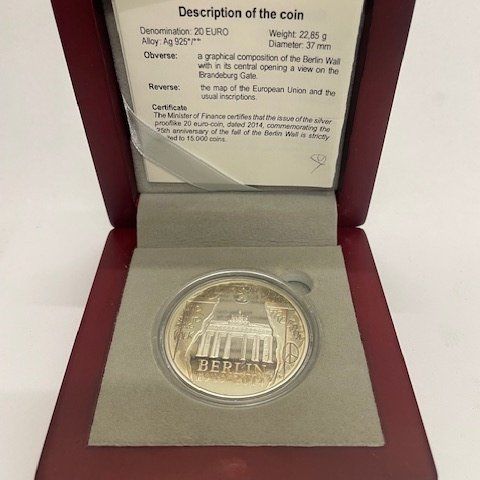 Description of the coin
Denomination: 20 EURO Weight: 22,85 g
Alloy: Ag 925°/°° Diameter: 37 mm
Obverse: a graphical composition of the Berlin Wall
with in its central opening a view on the
Brandeburg Gate.
Reverse: the map of the European Union and the
usual inscriptions.
Certificate
The Minister of Finance certifies that the issue of the silver
prooflike 20 euro-coin, dated 2014, commemorating the
25th anniversary of the fall of the Berlin Wall is strictly
to 15.000 coins.
BERLIN